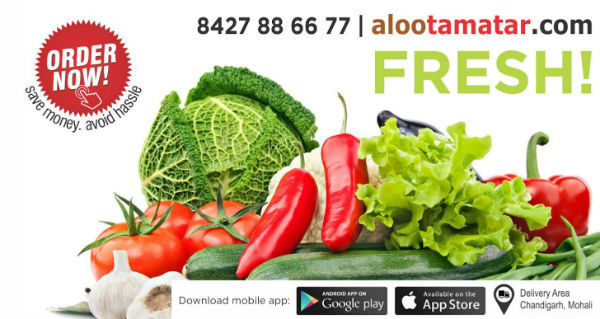 8427 88 66 77 | alootamatar.com
FRESH!
ORDER
NOW!
save money. avoid hassle
Download mobile app:
ANDROID APP ON
Google play
Available on the
App Store
Delivery Area
Chandigarh, Mohali